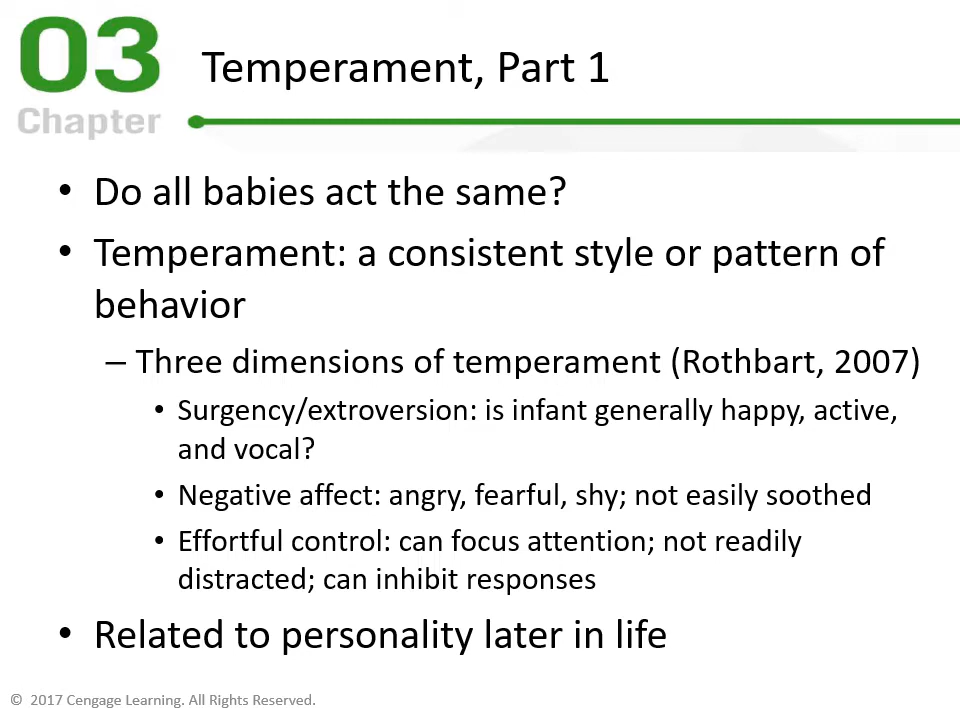 03
Chapter
Temperament, Part 1
• Do all babies act the same?
• Temperament: a consistent style or pattern of
behavior
– Three dimensions of temperament (Rothbart, 2007)
• Surgency/extroversion: is infant generally happy, active,
and vocal?
• Negative affect: angry, fearful, shy; not easily soothed
• Effortful control: can focus attention; not readily
distracted; can inhibit responses
• Related to personality later in life
© 2017 Cengage Learning. All Rights Reserved.